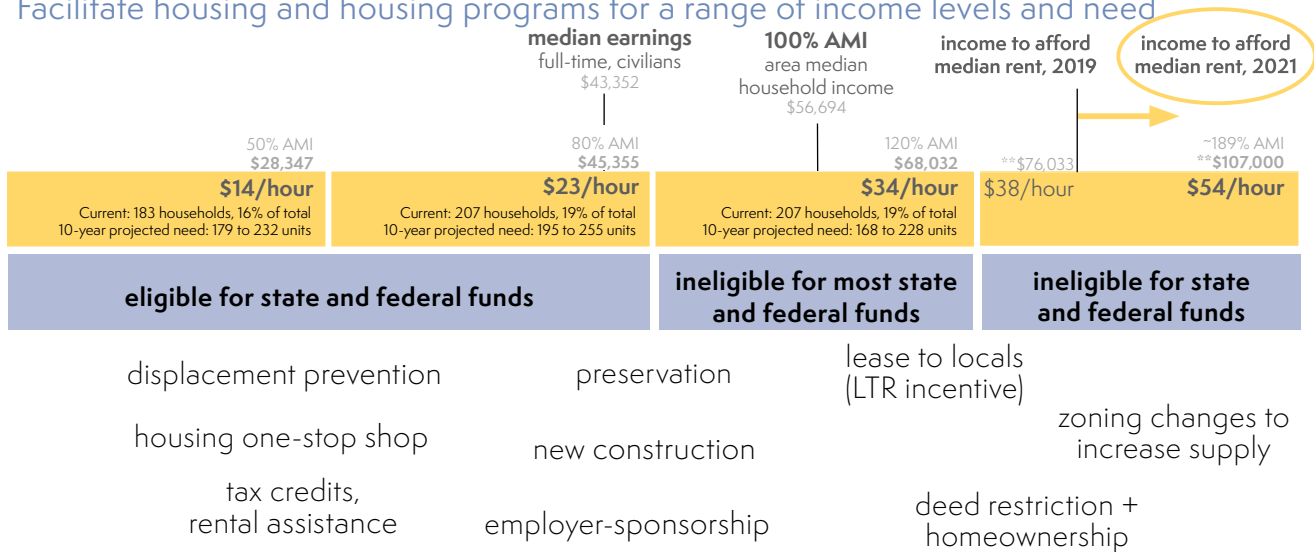 Facilitate housing and housing programs for a range of income levels and need
median earnings
full-time, civilians
$43,352
100% AMI
area median
household income
$56,694
income to afford
median rent, 2019
income to afford
median rent, 2021
50% AMI
$28,347
80% AMI
$45,355
120% AMI
$68,032
**$76,033
~189% AMI
**$107,000
$14/hour
Current: 183 households, 16% of total
10-year projected need: 179 to 232 units
$23/hour
Current: 207 households, 19% of total
10-year projected need: 195 to 255 units
$34/hour
Current: 207 households, 19% of total
10-year projected need: 168 to 228 units
$38/hour
$54/hour
eligible for state and federal funds
ineligible for most state
and federal funds
ineligible for state
and federal funds
displacement prevention
preservation
lease to locals
(LTR incentive)
housing one-stop shop
new construction
zoning changes to
increase supply
tax credits,
rental assistance
employer-sponsorship
deed restriction +
homeownership